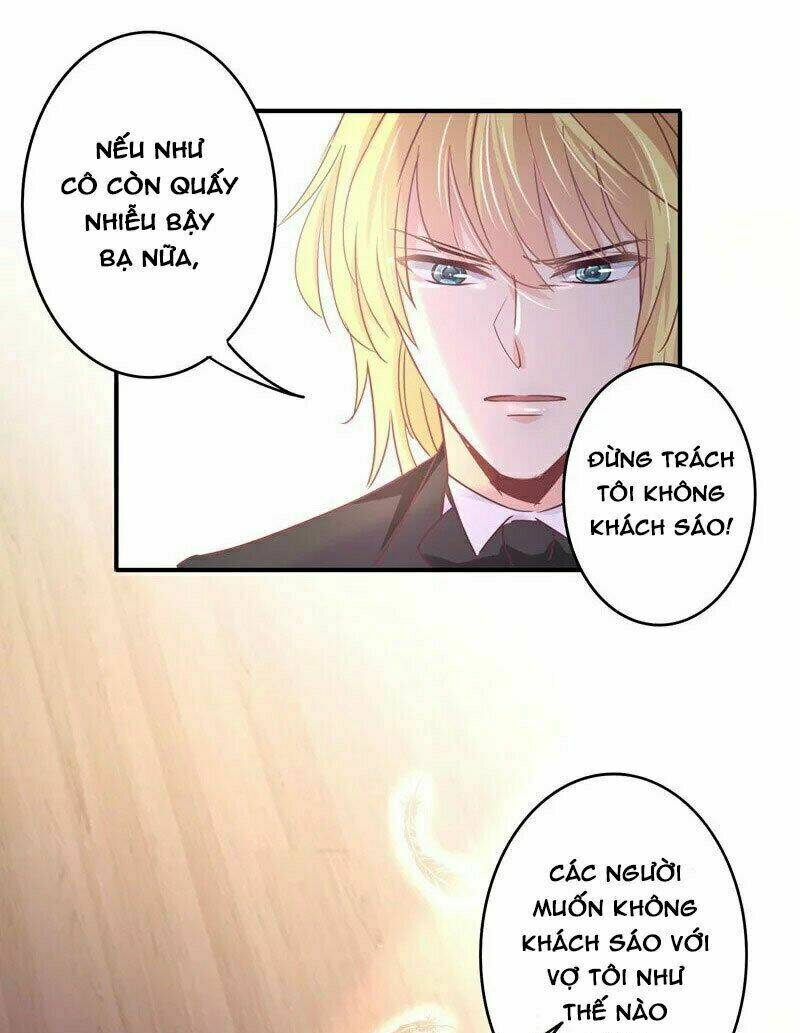 NẾU NHƯ
CÔ CÒN QUẤY
NHIỄU BẬY
BẠ NỮA,
ĐỪNG TRÁCH
TÔI KHÔNG
KHÁCH SÁO!
CÁC NGƯỜI
MUỐN KHÔNG
KHÁCH SÁO VỚI
VỢ TÔI NHƯ
THẾ NÀO